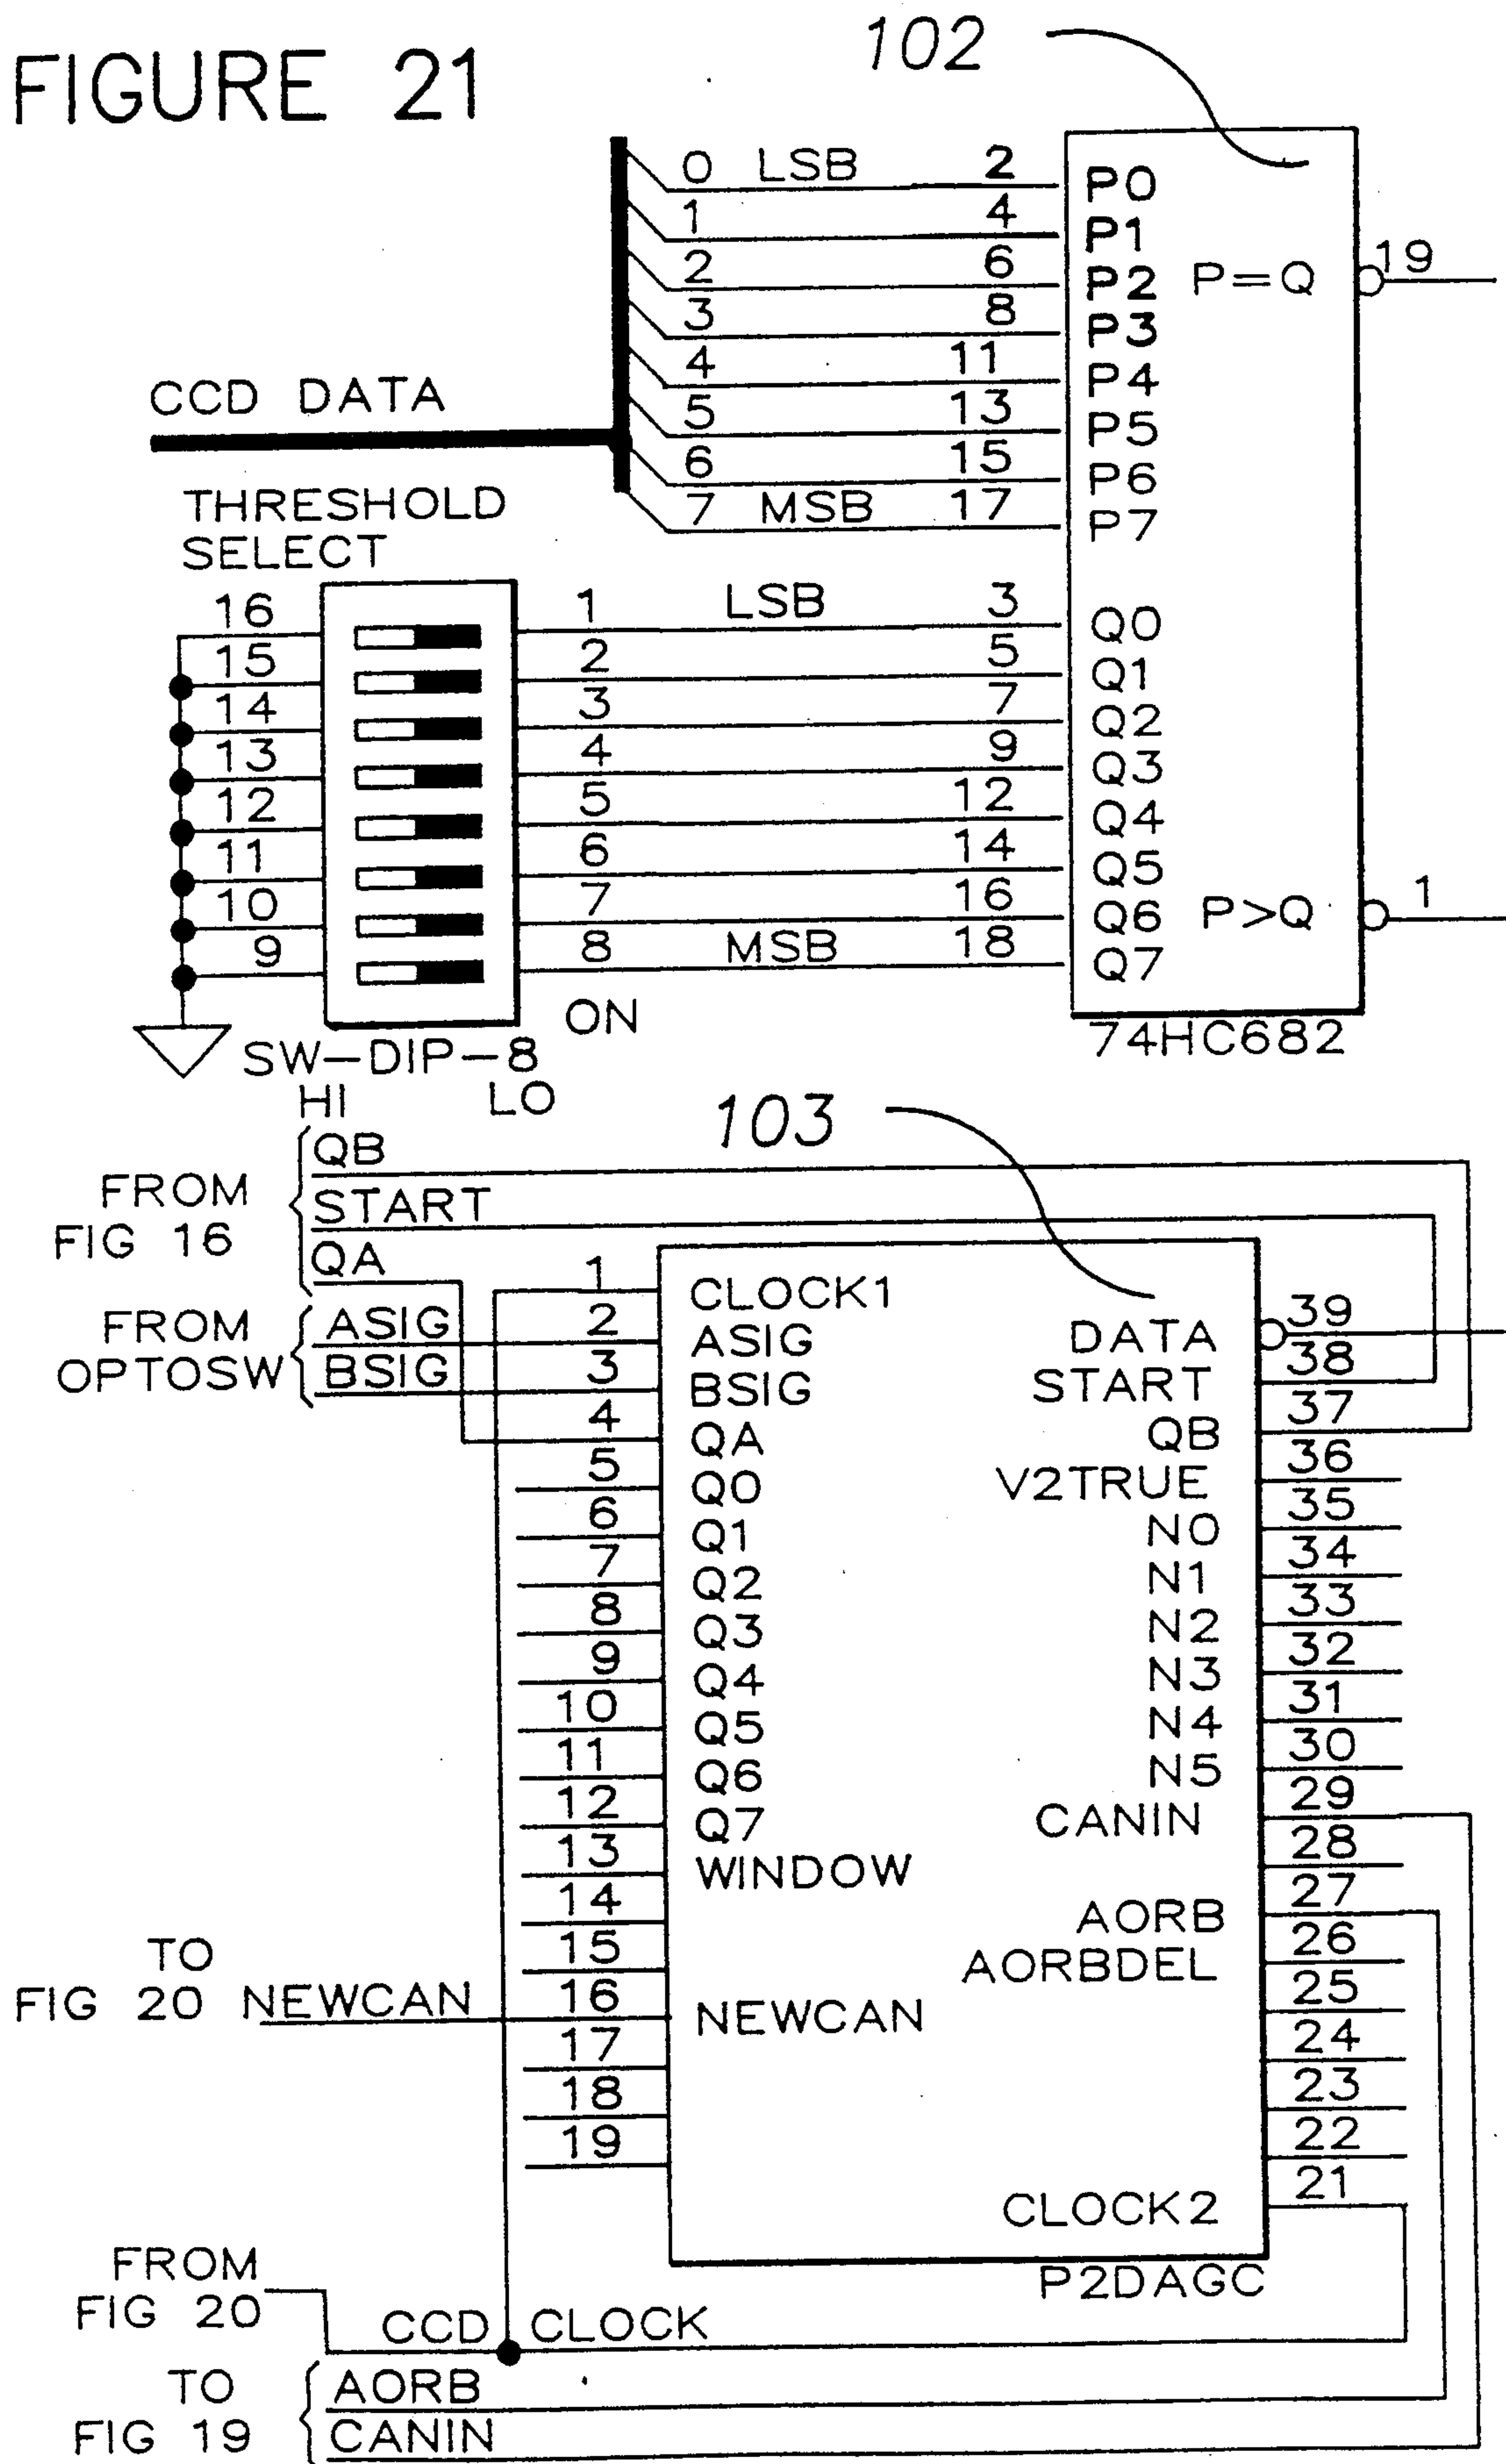 FIGURE 21
102
0 LSB 2 P0
1 4 P1
2 6 P2 P=Q 19
3 8 P3
4 11 P4
CCD DATA
5 13 P5
6 15 P6
7 MSB 17 P7
THRESHOLD
SELECT
16 1 LSB 3 Q0
15 2 5 Q1
14 3 7 Q2
13 4 9 Q3
12 5 12 Q4
11 6 14 Q5
10 7 16 Q6 P>Q 1
9 8 MSB 18 Q7
ON
SW-DIP-8
74HC682
HI LO
103
QB
FROM
FIG 16
START
QA
FROM
OPTOSW
ASIG
BSIG
1 CLOCK1
2 ASIG
3 BSIG
4 QA
5 Q0
6 Q1
7 Q2
8 Q3
9 Q4
10 Q5
11 Q6
12 Q7
13 WINDOW
14
15
TO
FIG 20 NEWCAN 16 NEWCAN
17
18
19
DATA 39
START 38
QB 37
V2TRUE 36
N0 35
N1 34
N2 33
N3 32
N4 31
N5 30
CANIN 29
28
AORB 27
AORBDEL 26
25
24
23
22
CLOCK2 21
P2DAGC
FROM
FIG 20
CCD CLOCK
TO
FIG 19
AORB
CANIN